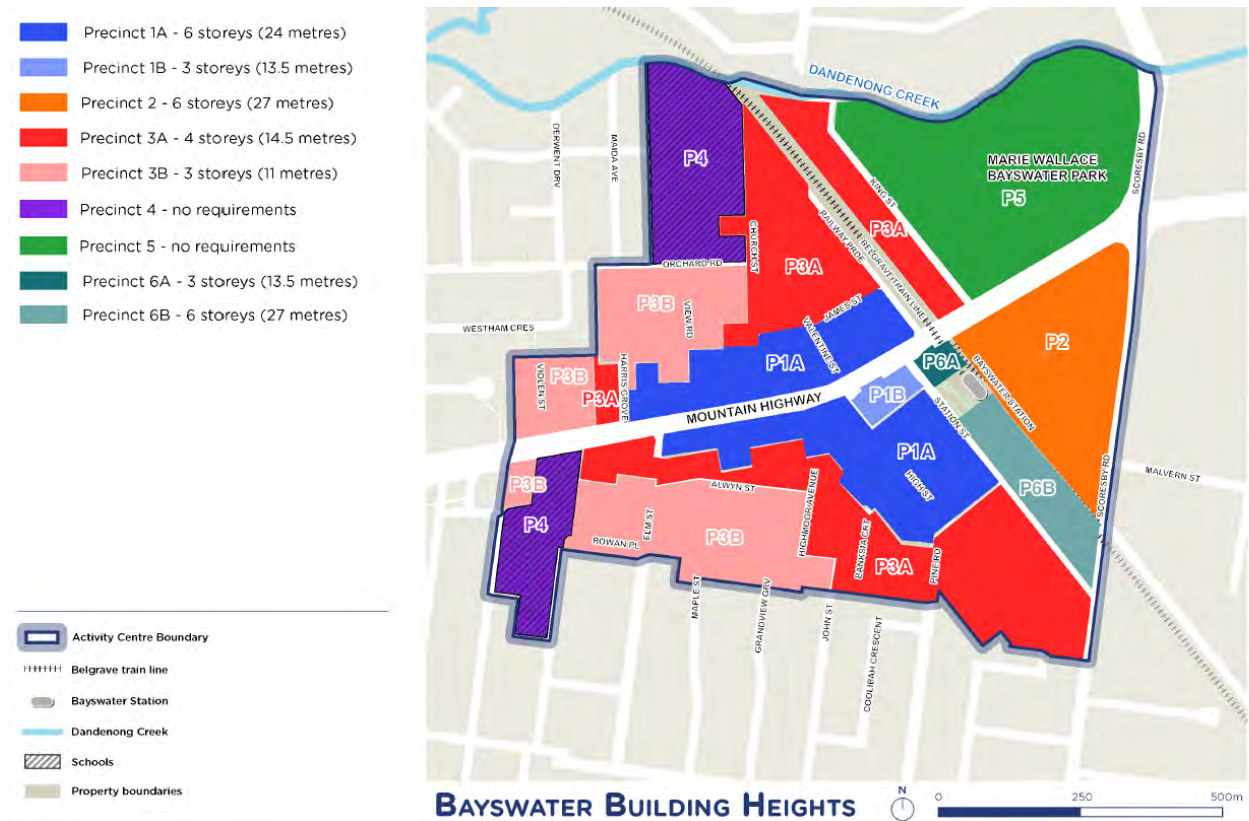 Precinct 1A - 6 storeys (24 metres)
Precinct 1B - 3 storeys (13.5 metres)
Precinct 2 - 6 storeys (27 metres)
Precinct 3A - 4 storeys (14.5 metres)
Precinct 3B - 3 storeys (11 metres)
Precinct 4 - no requirements
Precinct 5 - no requirements
Precinct 6A - 3 storeys (13.5 metres)
Precinct 6B - 6 storeys (27 metres)
Activity Centre Boundary
Belgrave train line
Bayswater Station
Dandenong Creek
Schools
Property boundaries
DANDENONG CREEK
DERWENT DRV
MAIDA AVE
P4
MARIE WALLACE
BAYSWATER PARK
P5
SCORESBY RD
KING ST
P3A
RAILWAY PRDE
BELGRAVE TRAIN LINE
CHURCH ST
P3A
ORCHARD RD
P3B
VIEW RD
JAMES ST
VALENTINE ST
WESTHAM CRES
P1A
P2
P6A
BAYSWATER STATION
VIOLEN ST
P3B
HARRIS GROVE
P3A
MOUNTAIN HIGHWAY
P1B
STATION ST
P1A
HIGH ST
P6B
SCORESBY RD
MALVERN ST
P3B
P4
ALWYN ST
ELM ST
ROWAN PL
P3B
HIGHMOOR AVENUE
BANKSIA CRT
P3A
PINE RD
MAPLE ST
GRANDVIEW GRV
JOHN ST
COOLIBAH CRESCENT
BAYSWATER BUILDING HEIGHTS
N
0
250
500m